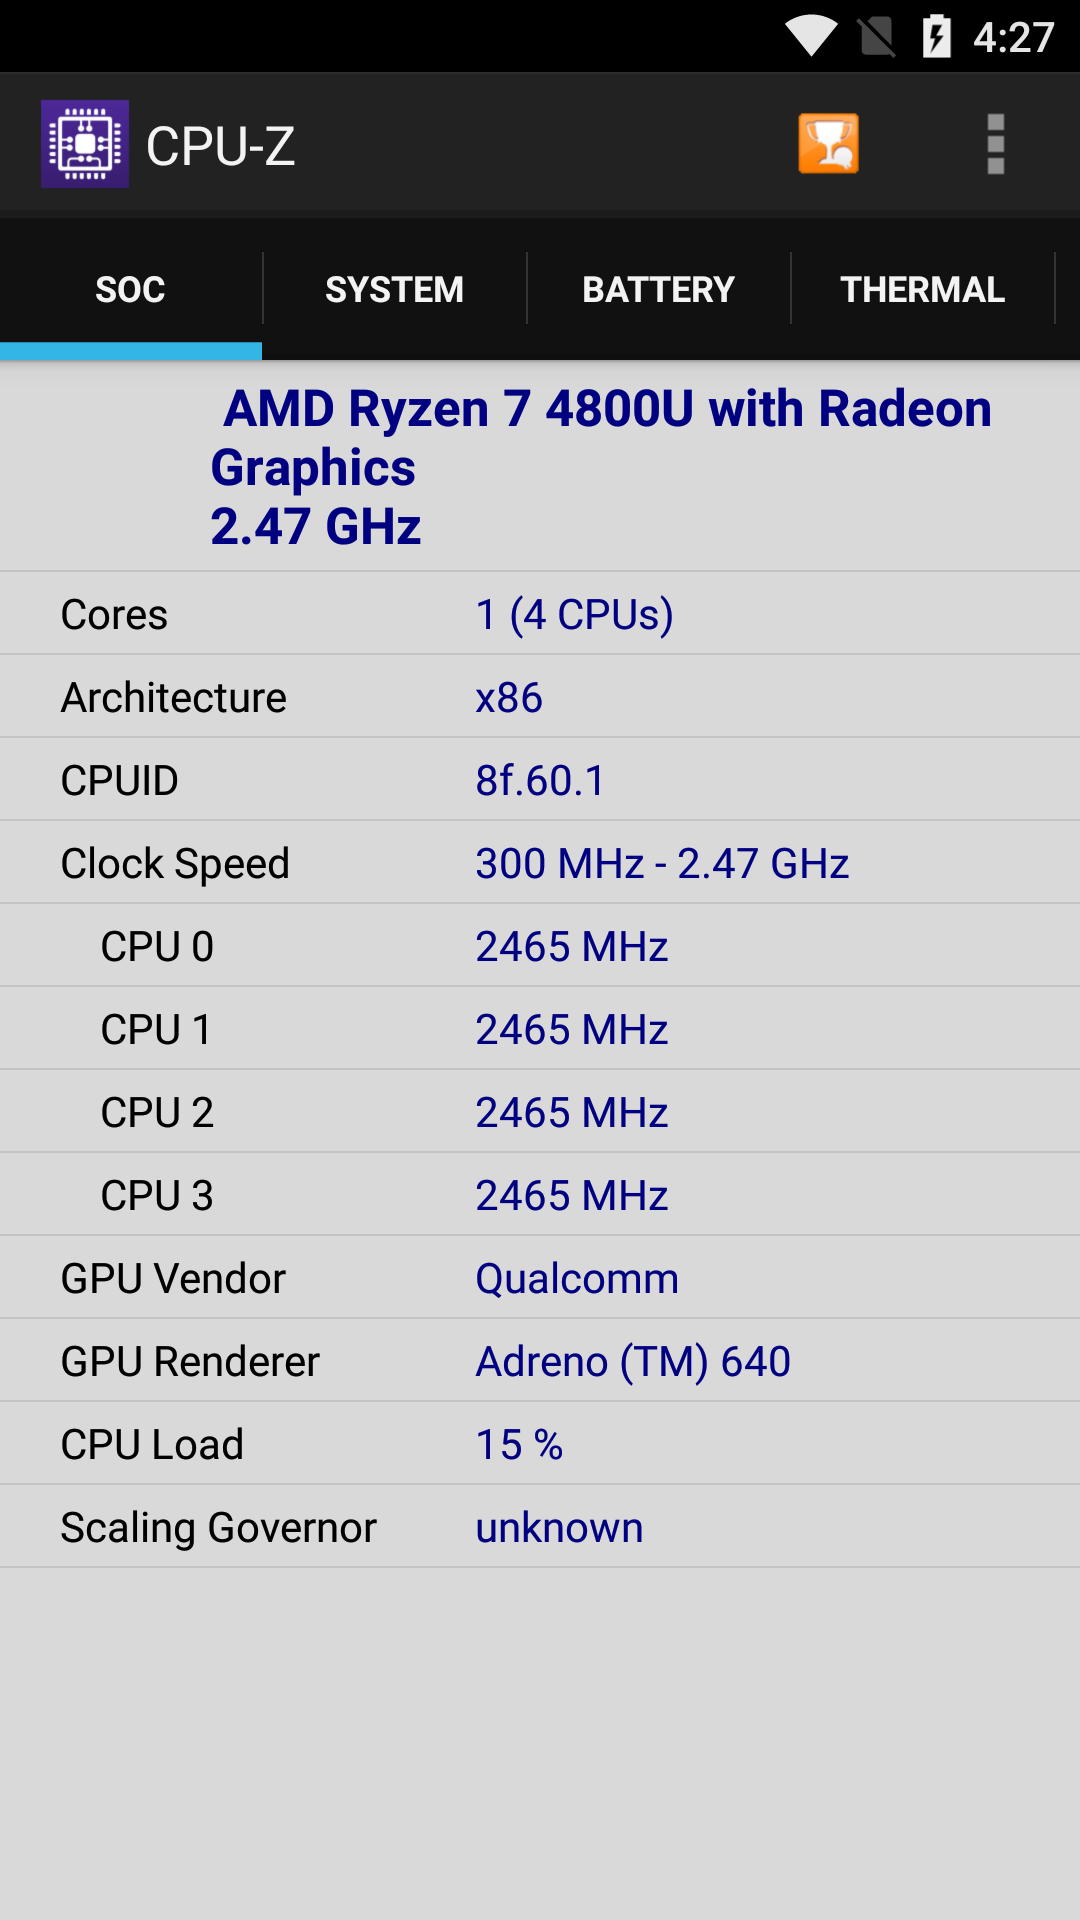 4:27
CPU-Z
SOC SYSTEM BATTERY THERMAL
AMD Ryzen 7 4800U with Radeon
Graphics
2.47 GHz
Cores 1 (4 CPUs)
Architecture x86
CPUID 8f.60.1
Clock Speed 300 MHz - 2.47 GHz
CPU 0 2465 MHz
CPU 1 2465 MHz
CPU 2 2465 MHz
CPU 3 2465 MHz
GPU Vendor Qualcomm
GPU Renderer Adreno (TM) 640
CPU Load 15 %
Scaling Governor unknown